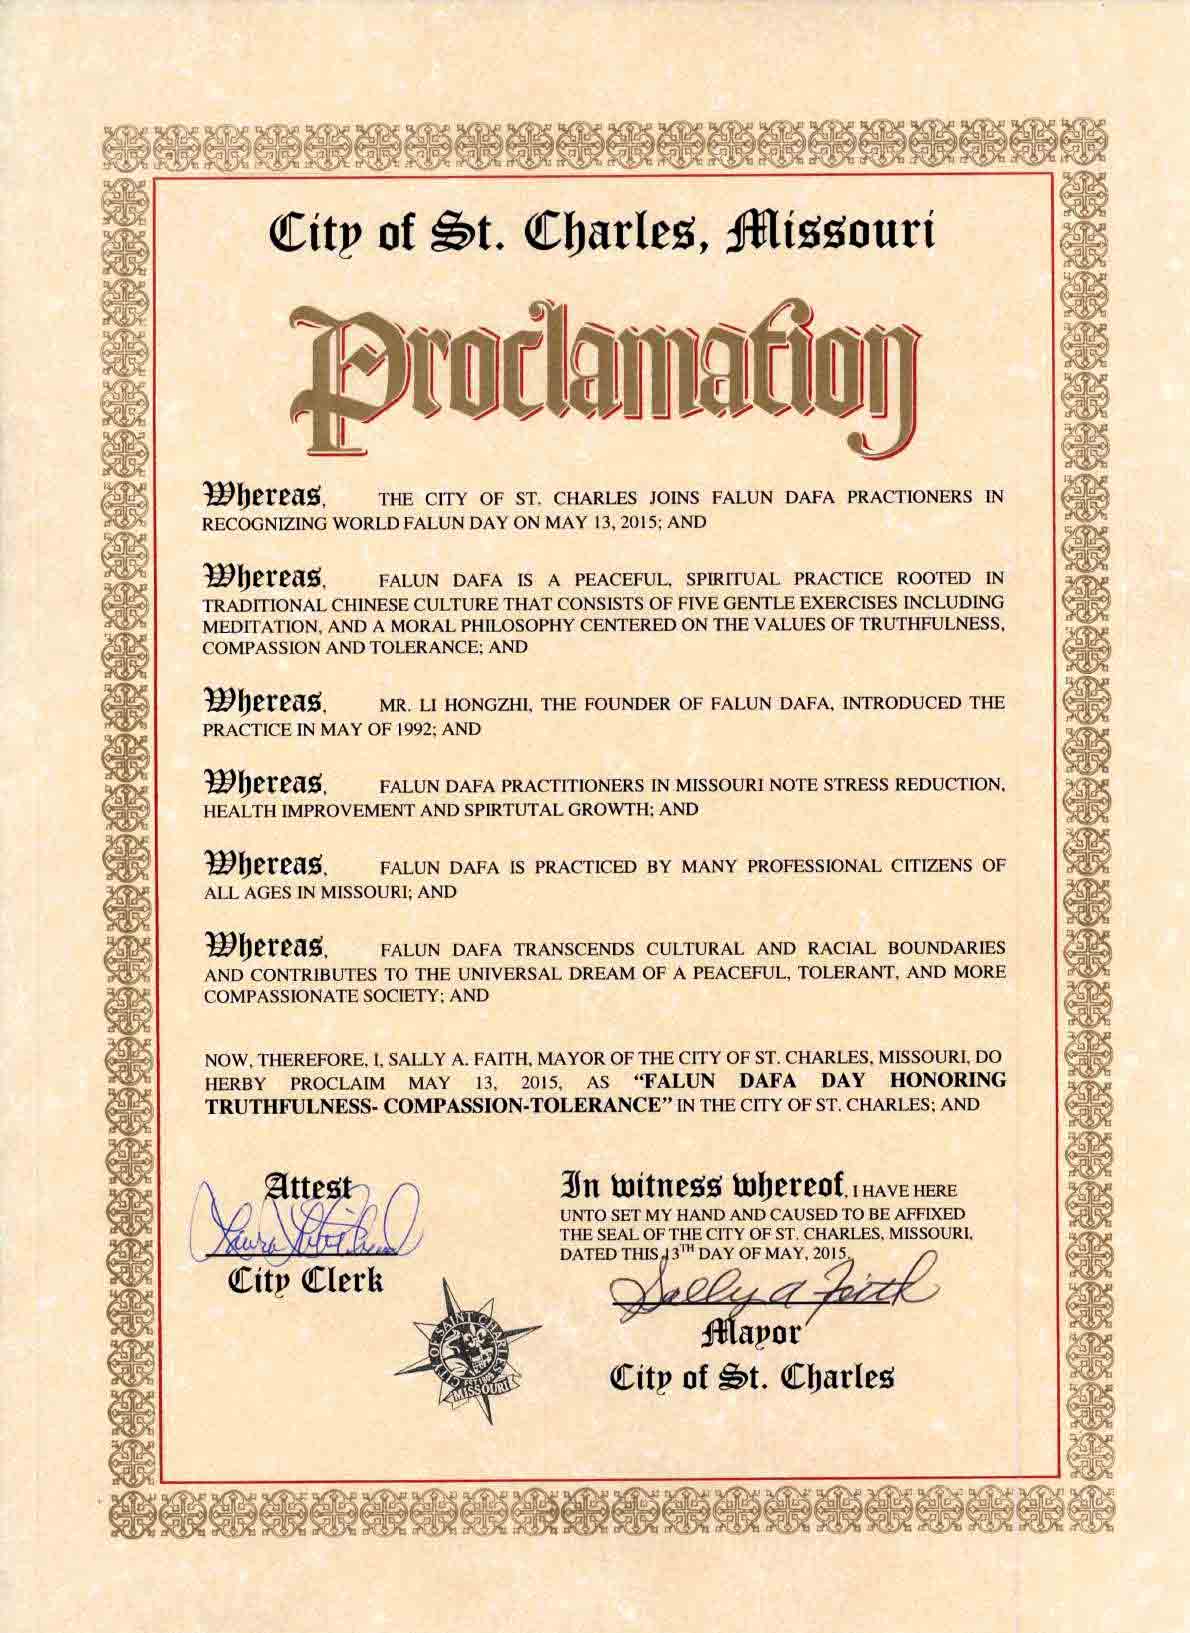 City of St. Charles, Missouri
Proclamation
Whereas, THE CITY OF ST. CHARLES JOINS FALUN DAFA PRACTIONERS IN
RECOGNIZING WORLD FALUN DAY ON MAY 13, 2015; AND
Whereas, FALUN DAFA IS A PEACEFUL, SPIRITUAL PRACTICE ROOTED IN
TRADITIONAL CHINESE CULTURE THAT CONSISTS OF FIVE GENTLE EXERCISES INCLUDING
MEDITATION, AND A MORAL PHILOSOPHY CENTERED ON THE VALUES OF TRUTHFULNESS,
COMPASSION AND TOLERANCE; AND
Whereas, MR. LI HONGZHI, THE FOUNDER OF FALUN DAFA, INTRODUCED THE
PRACTICE IN MAY OF 1992; AND
Whereas, FALUN DAFA PRACTITIONERS IN MISSOURI NOTE STRESS REDUCTION,
HEALTH IMPROVEMENT AND SPIRTUTAL GROWTH; AND
Whereas, FALUN DAFA IS PRACTICED BY MANY PROFESSIONAL CITIZENS OF
ALL AGES IN MISSOURI; AND
Whereas, FALUN DAFA TRANSCENDS CULTURAL AND RACIAL BOUNDARIES
AND CONTRIBUTES TO THE UNIVERSAL DREAM OF A PEACEFUL, TOLERANT, AND MORE
COMPASSIONATE SOCIETY; AND
NOW, THEREFORE, I, SALLY A. FAITH, MAYOR OF THE CITY OF ST. CHARLES, MISSOURI, DO
HERBY PROCLAIM MAY 13, 2015, AS “FALUN DAFA DAY HONORING
TRUTHFULNESS- COMPASSION-TOLERANCE” IN THE CITY OF ST. CHARLES; AND
Attest
City Clerk
In witness whereof, I HAVE HERE
UNTO SET MY HAND AND CAUSED TO BE AFFIXED
THE SEAL OF THE CITY OF ST. CHARLES, MISSOURI,
DATED THIS 13TH DAY OF MAY, 2015.
Sally A Faith
Mayor
City of St. Charles
CITY OF SAINT CHARLES
MISSOURI